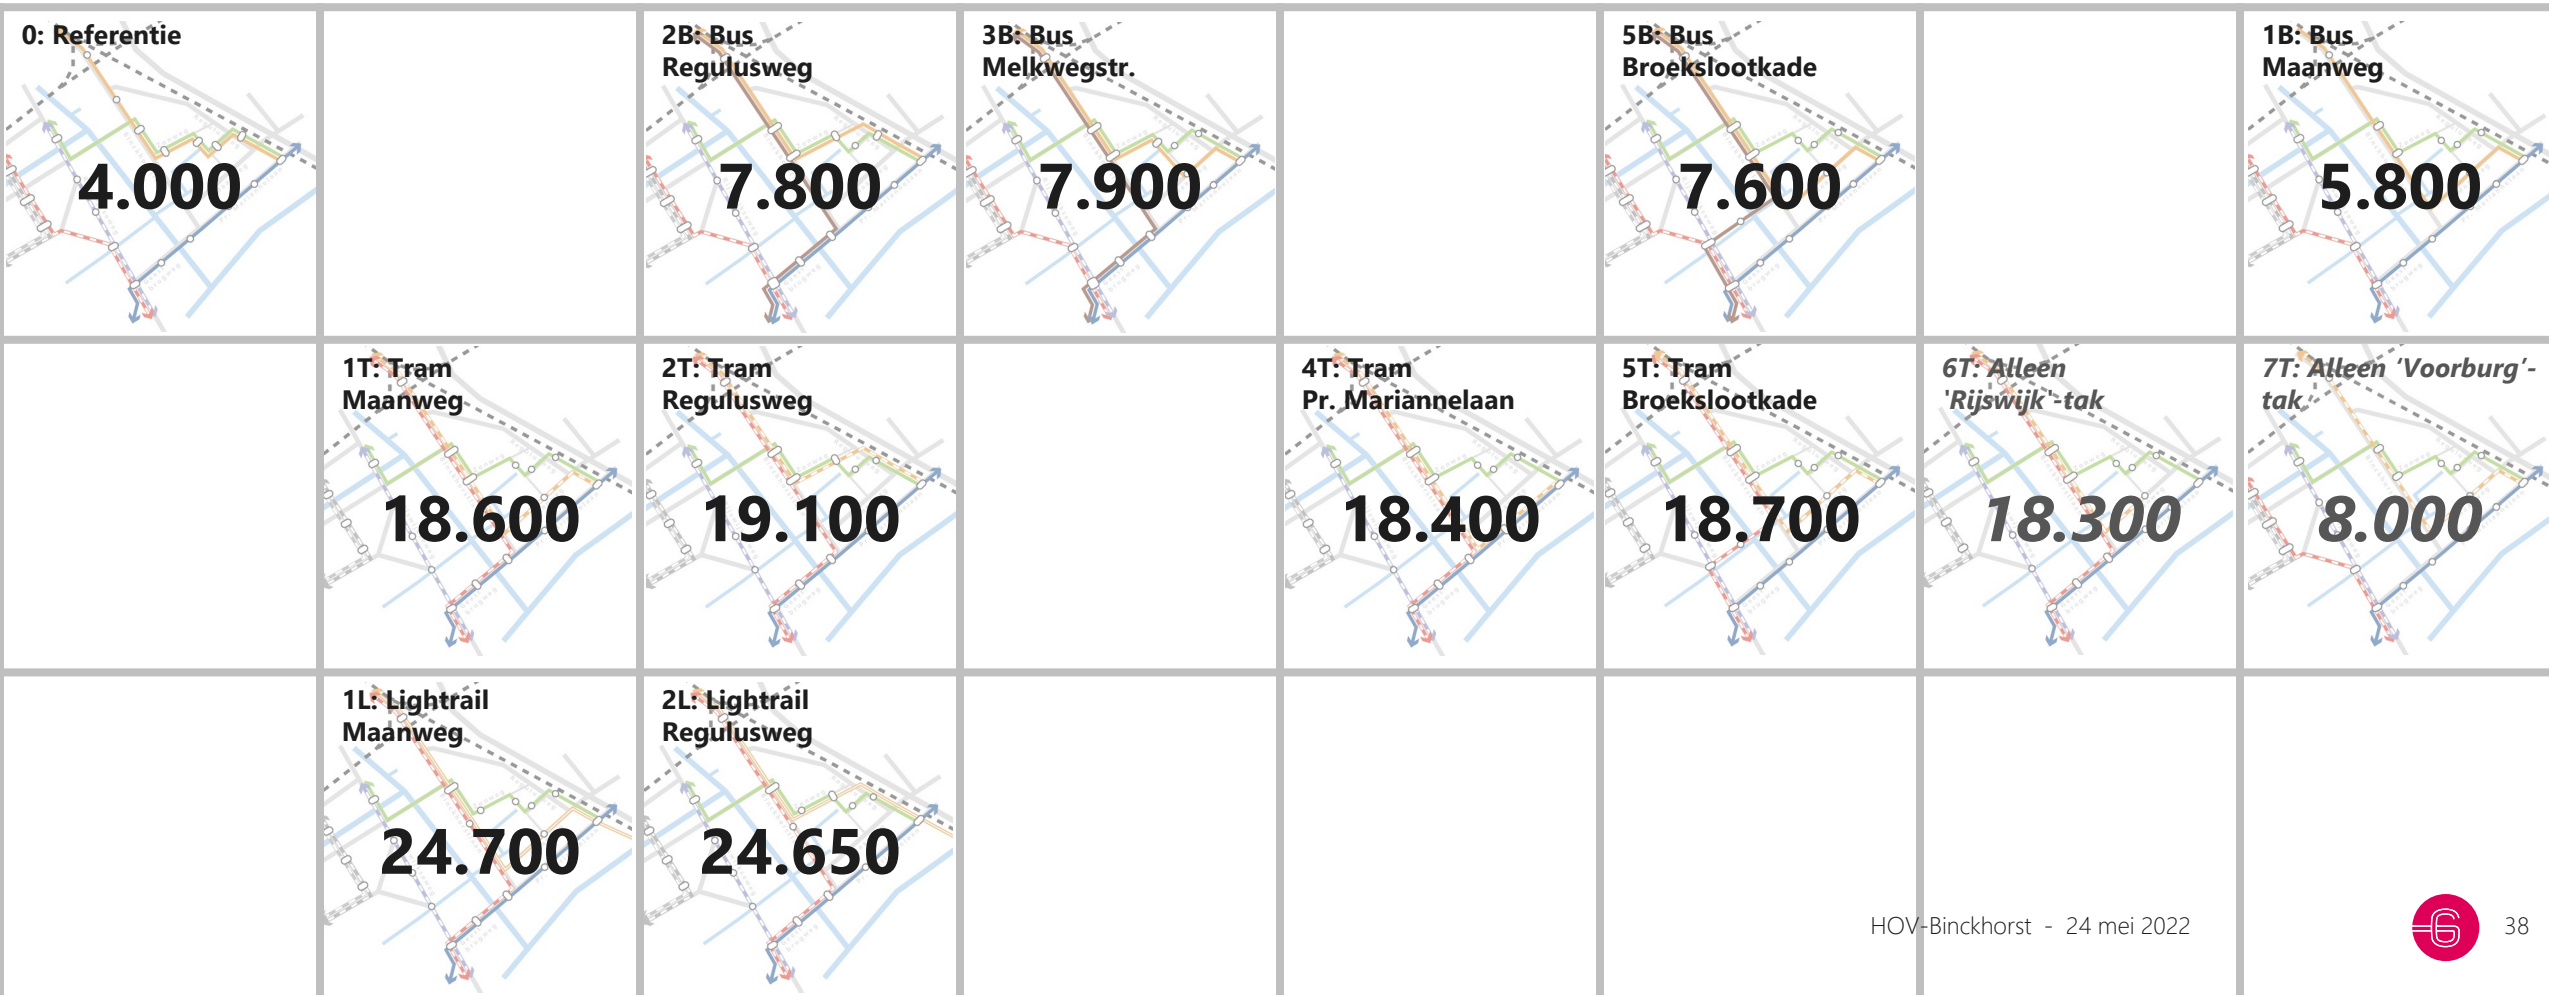 0: Referentie
4.000
2B: Bus
Regulusweg
7.800
3B: Bus
Melkwegstr.
7.900
5B: Bus
Broekslootkade
7.600
1B: Bus
Maanweg
5.800
1T: Tram
Maanweg
18.600
2T: Tram
Regulusweg
19.100
4T: Tram
Pr. Mariannelaan
18.400
5T: Tram
Broekslootkade
18.700
6T: Alleen
'Rijswijk'-tak
18.300
7T: Alleen ‘Voorburg’-
tak
8.000
1L: Lightrail
Maanweg
24.700
2L: Lightrail
Regulusweg
24.650
HOV-Binckhorst - 24 mei 2022
38